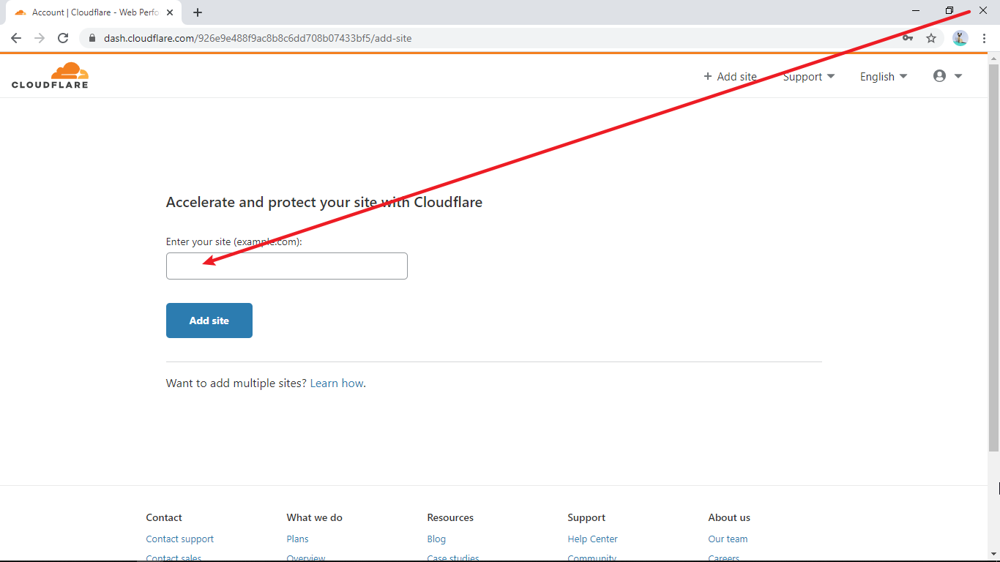 Account | Cloudflare - Web Perfo
dash.cloudflare.com/926e9e488f9ac8b8c6dd708b07433bf5/add-site
CLOUDFLARE
+ Add site
Support
English
Accelerate and protect your site with Cloudflare
Enter your site (example.com):
Add site
Want to add multiple sites? Learn how.
Contact
What we do
Resources
Support
About us
Contact support
Plans
Blog
Help Center
Our team
Contact sales
Overview
Case studies
Community
Careers